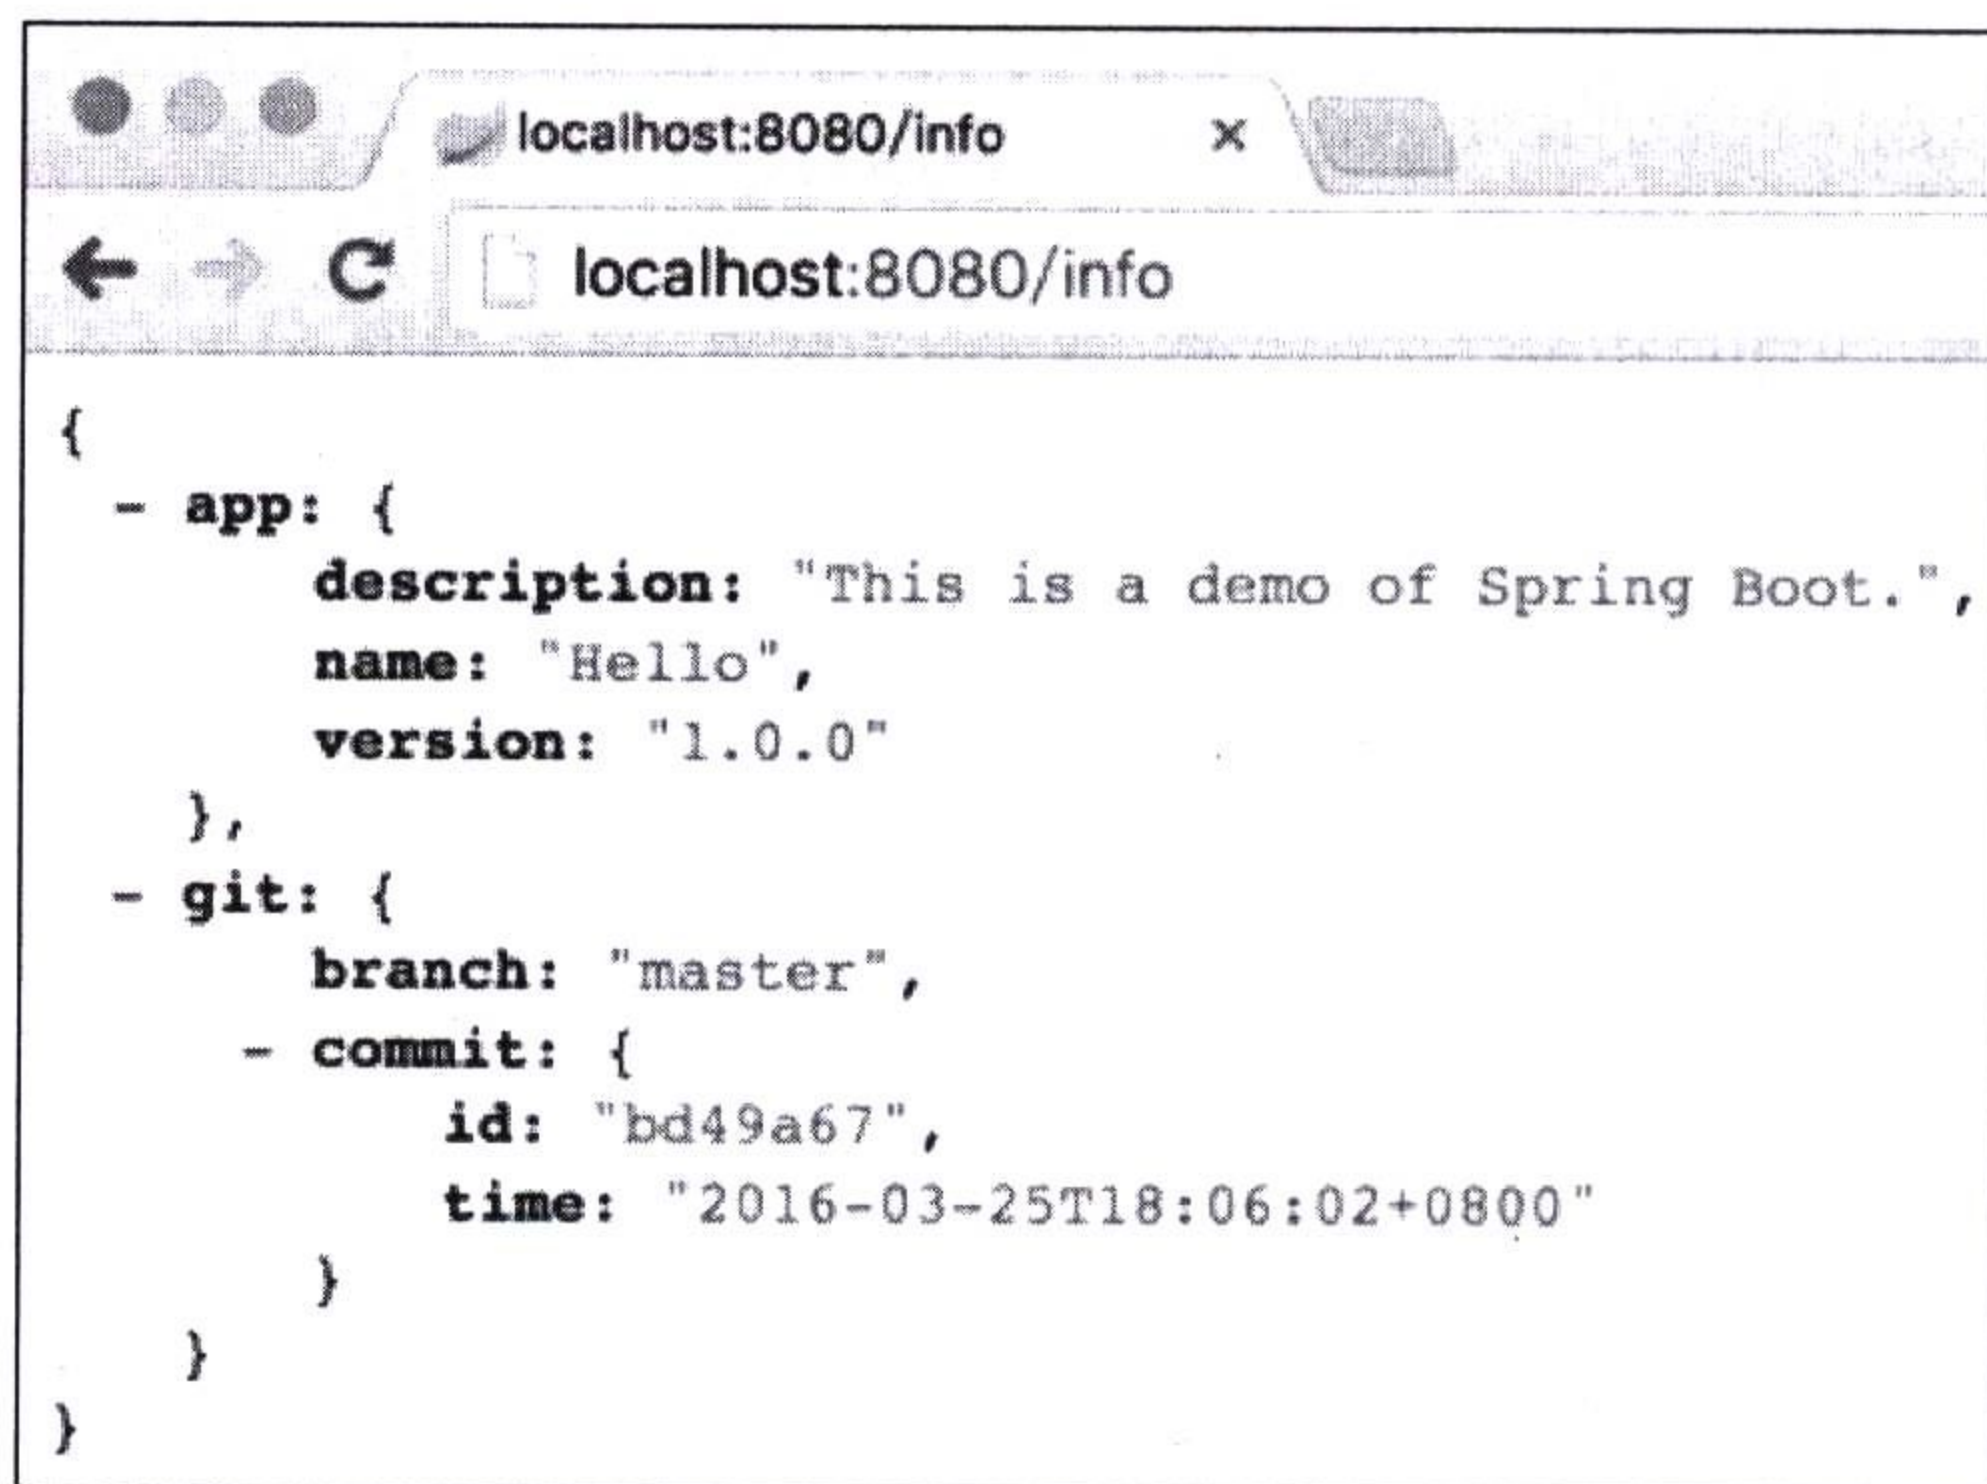 localhost:8080/info ×
localhost:8080/info
{
- app: {
description: "This is a demo of Spring Boot.",
name: "Hello",
version: "1.0.0"
},
- git: {
branch: "master",
- commit: {
id: "bd49a67",
time: "2016-03-25T18:06:02+0800"
}
}
}